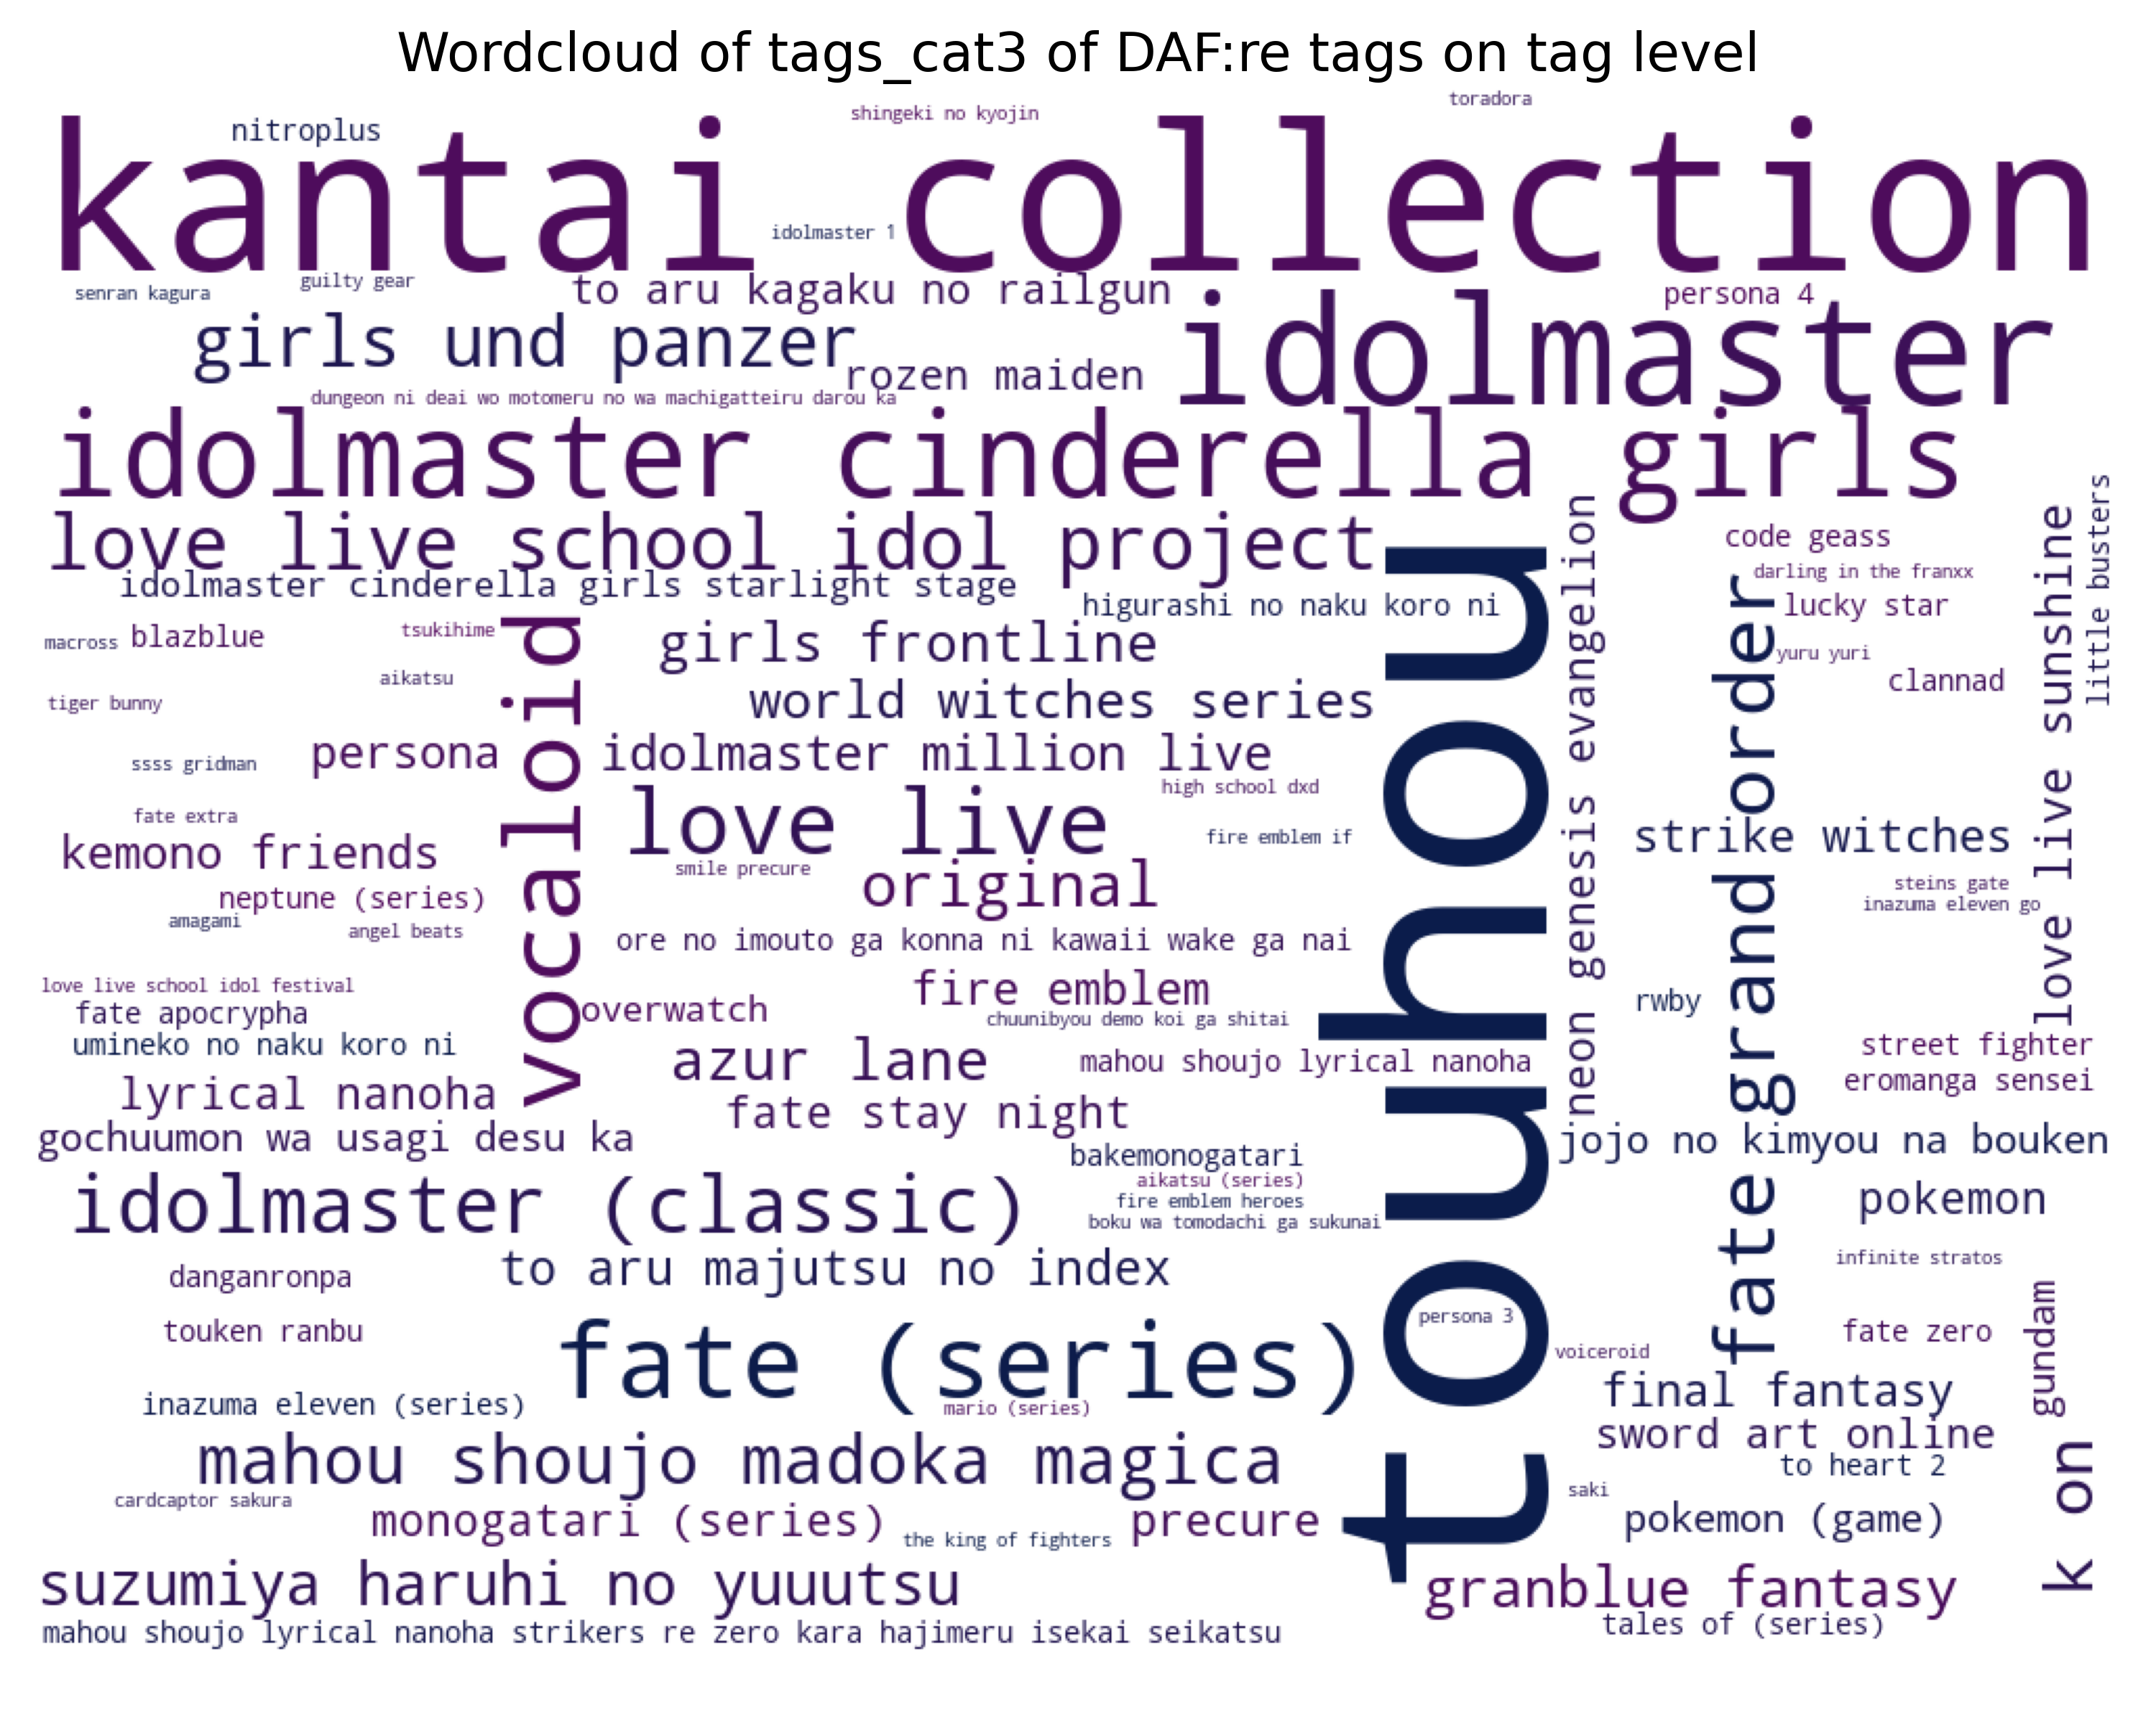 Wordcloud of tags_cat3 of DAF:re tags on tag level
toradora
shingeki no kyojin
nitroplus
kantai collection
idolmaster 1
guilty gear
senran kagura
to aru kagaku no railgun
persona 4
girls und panzer
idolmaster
rozen maiden
dungeon ni deai wo motomeru no wa machigatteiru darou ka
idolmaster cinderella girls
love live school idol project
code geass
darling in the franxx
idolmaster cinderella girls starlight stage
higurashi no naku koro ni
lucky star
little busters
love live sunshine
neon genesis evangelion
touhou
fate grand order
vocaloid
macross
blazblue
tsukihime
girls frontline
yuru yuri
aikatsu
clannad
tiger bunny
world witches series
ssss gridman
persona
idolmaster million live
high school dxd
fate extra
love live
fire emblem if
strike witches
kemono friends
smile precure
original
steins gate
neptune (series)
inazuma eleven go
amagami
angel beats
ore no imouto ga konna ni kawaii wake ga nai
love live school idol festival
fire emblem
fate apocrypha
overwatch
rwby
chuunibyou demo koi ga shitai
umineko no naku koro ni
azur lane
mahou shoujo lyrical nanoha
street fighter
eromanga sensei
lyrical nanoha
fate stay night
gochuumon wa usagi desu ka
jojo no kimyou na bouken
bakemonogatari
aikatsu (series)
fire emblem heroes
boku wa tomodachi ga sukunai
idolmaster (classic)
pokemon
to aru majutsu no index
infinite stratos
danganronpa
gundam
persona 3
touken ranbu
fate (series)
fate zero
voiceroid
inazuma eleven (series)
mario (series)
final fantasy
sword art online
k on
mahou shoujo madoka magica
to heart 2
cardcaptor sakura
saki
monogatari (series)
precure
pokemon (game)
the king of fighters
suzumiya haruhi no yuuutsu
granblue fantasy
tales of (series)
mahou shoujo lyrical nanoha strikers
re zero kara hajimeru isekai seikatsu